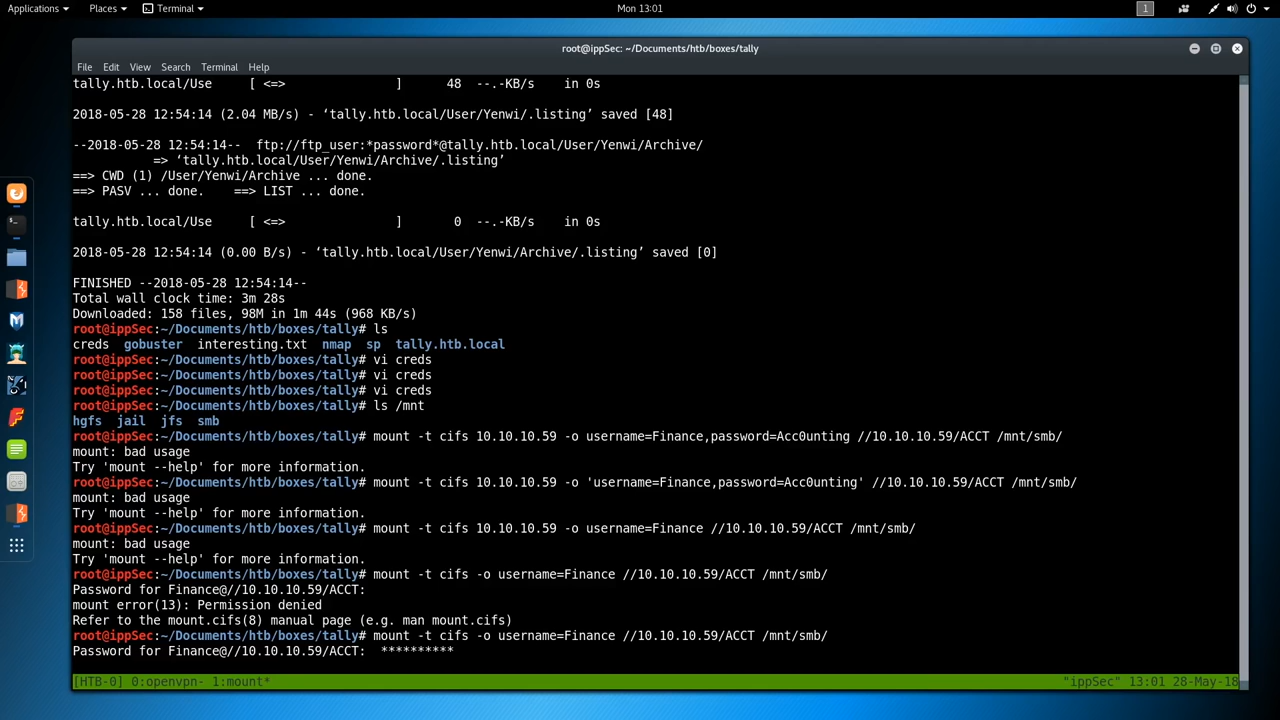 Applications Places Terminal Mon 13:01 1
root@ippSec: ~/Documents/htb/boxes/tally
File Edit View Search Terminal Help
tally.htb.local/Use     [ <=>               ]      48  --.-KB/s    in 0s
2018-05-28 12:54:14 (2.04 MB/s) - ‘tally.htb.local/User/Yenwi/.listing’ saved [48]
--2018-05-28 12:54:14--  ftp://ftp_user:*password*@tally.htb.local/User/Yenwi/Archive/
           => ‘tally.htb.local/User/Yenwi/Archive/.listing’
==> CWD (1) /User/Yenwi/Archive ... done.
==> PASV ... done.    ==> LIST ... done.
tally.htb.local/Use     [ <=>               ]       0  --.-KB/s    in 0s
2018-05-28 12:54:14 (0.00 B/s) - ‘tally.htb.local/User/Yenwi/Archive/.listing’ saved [0]
FINISHED --2018-05-28 12:54:14--
Total wall clock time: 3m 28s
Downloaded: 158 files, 98M in 1m 44s (968 KB/s)
root@ippSec:~/Documents/htb/boxes/tally# ls
creds  gobuster  interesting.txt  nmap  sp  tally.htb.local
root@ippSec:~/Documents/htb/boxes/tally# vi creds
root@ippSec:~/Documents/htb/boxes/tally# vi creds
root@ippSec:~/Documents/htb/boxes/tally# vi creds
root@ippSec:~/Documents/htb/boxes/tally# ls /mnt
hgfs  jail  jfs  smb
root@ippSec:~/Documents/htb/boxes/tally# mount -t cifs 10.10.10.59 -o username=Finance,password=Acc0unting //10.10.10.59/ACCT /mnt/smb/
mount: bad usage
Try 'mount --help' for more information.
root@ippSec:~/Documents/htb/boxes/tally# mount -t cifs 10.10.10.59 -o 'username=Finance,password=Acc0unting' //10.10.10.59/ACCT /mnt/smb/
mount: bad usage
Try 'mount --help' for more information.
root@ippSec:~/Documents/htb/boxes/tally# mount -t cifs 10.10.10.59 -o username=Finance //10.10.10.59/ACCT /mnt/smb/
mount: bad usage
Try 'mount --help' for more information.
root@ippSec:~/Documents/htb/boxes/tally# mount -t cifs -o username=Finance //10.10.10.59/ACCT /mnt/smb/
Password for Finance@//10.10.10.59/ACCT:
mount error(13): Permission denied
Refer to the mount.cifs(8) manual page (e.g. man mount.cifs)
root@ippSec:~/Documents/htb/boxes/tally# mount -t cifs -o username=Finance //10.10.10.59/ACCT /mnt/smb/
Password for Finance@//10.10.10.59/ACCT:  **********
[HTB-0] 0:openvpn- 1:mount* "ippSec" 13:01 28-May-18